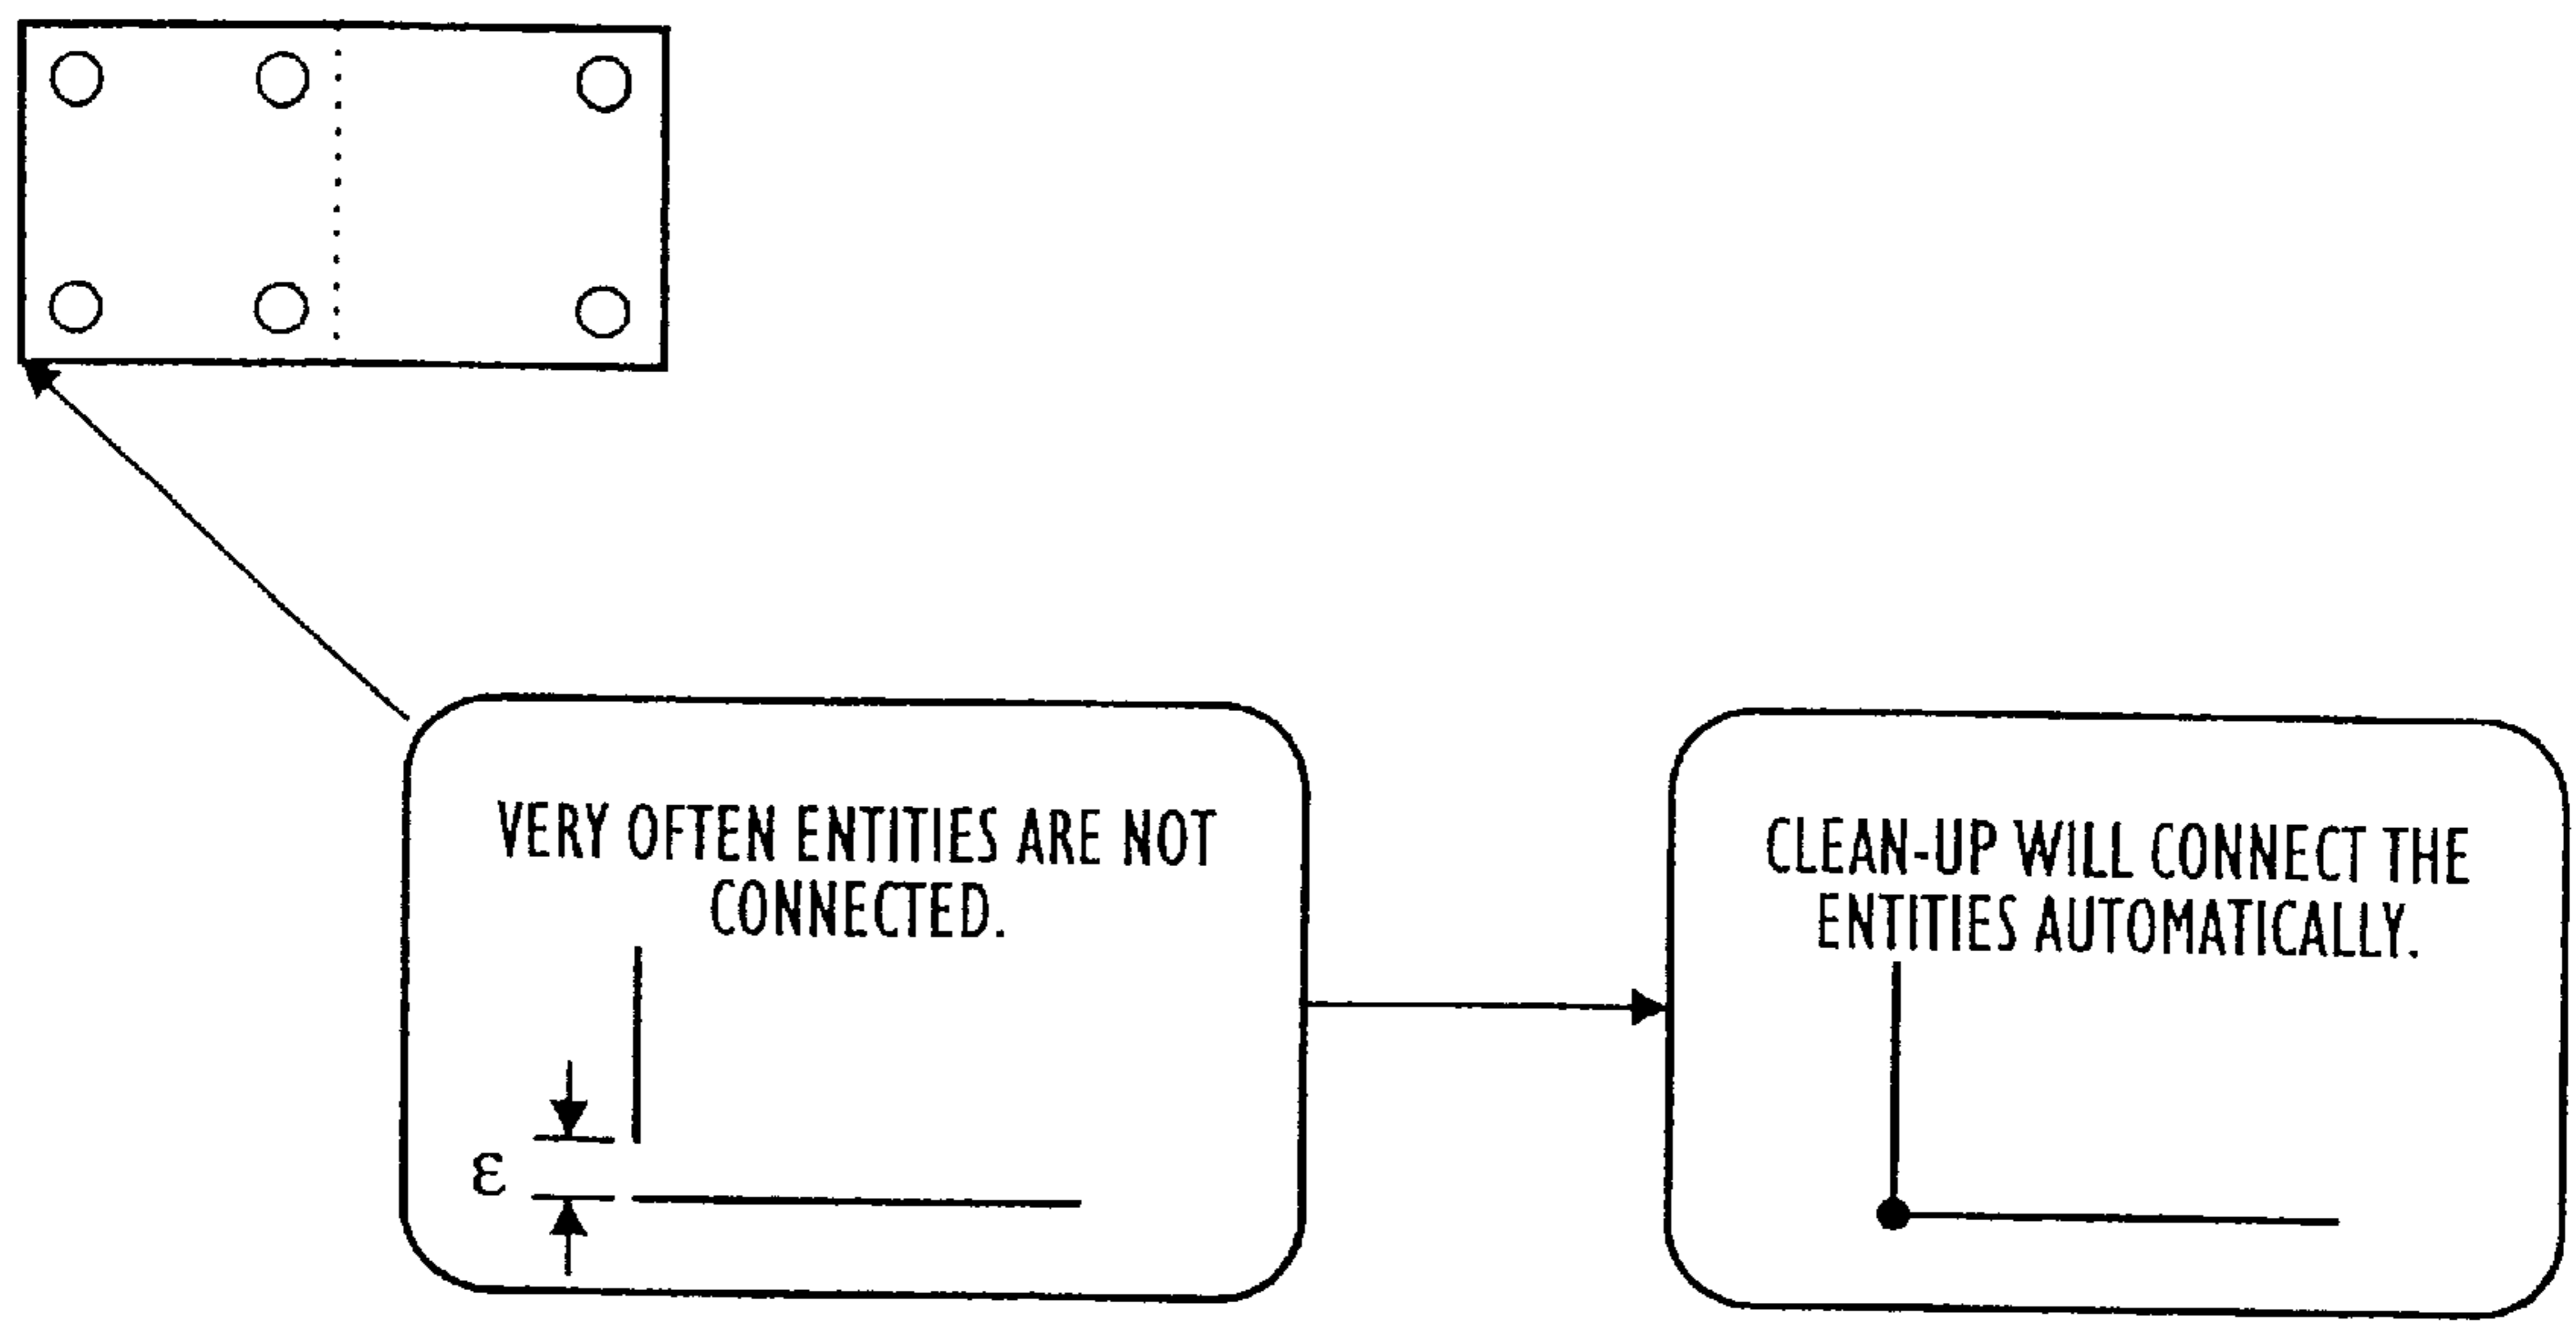 VERY OFTEN ENTITIES ARE NOT
CONNECTED.
ε
CLEAN-UP WILL CONNECT THE
ENTITIES AUTOMATICALLY.